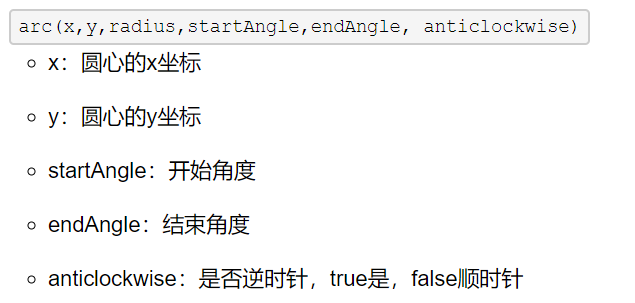 arc(x,y,radius,startAngle,endAngle, anticlockwise)
x：圆心的x坐标
y：圆心的y坐标
startAngle：开始角度
endAngle：结束角度
anticlockwise：是否逆时针，true是，false顺时针